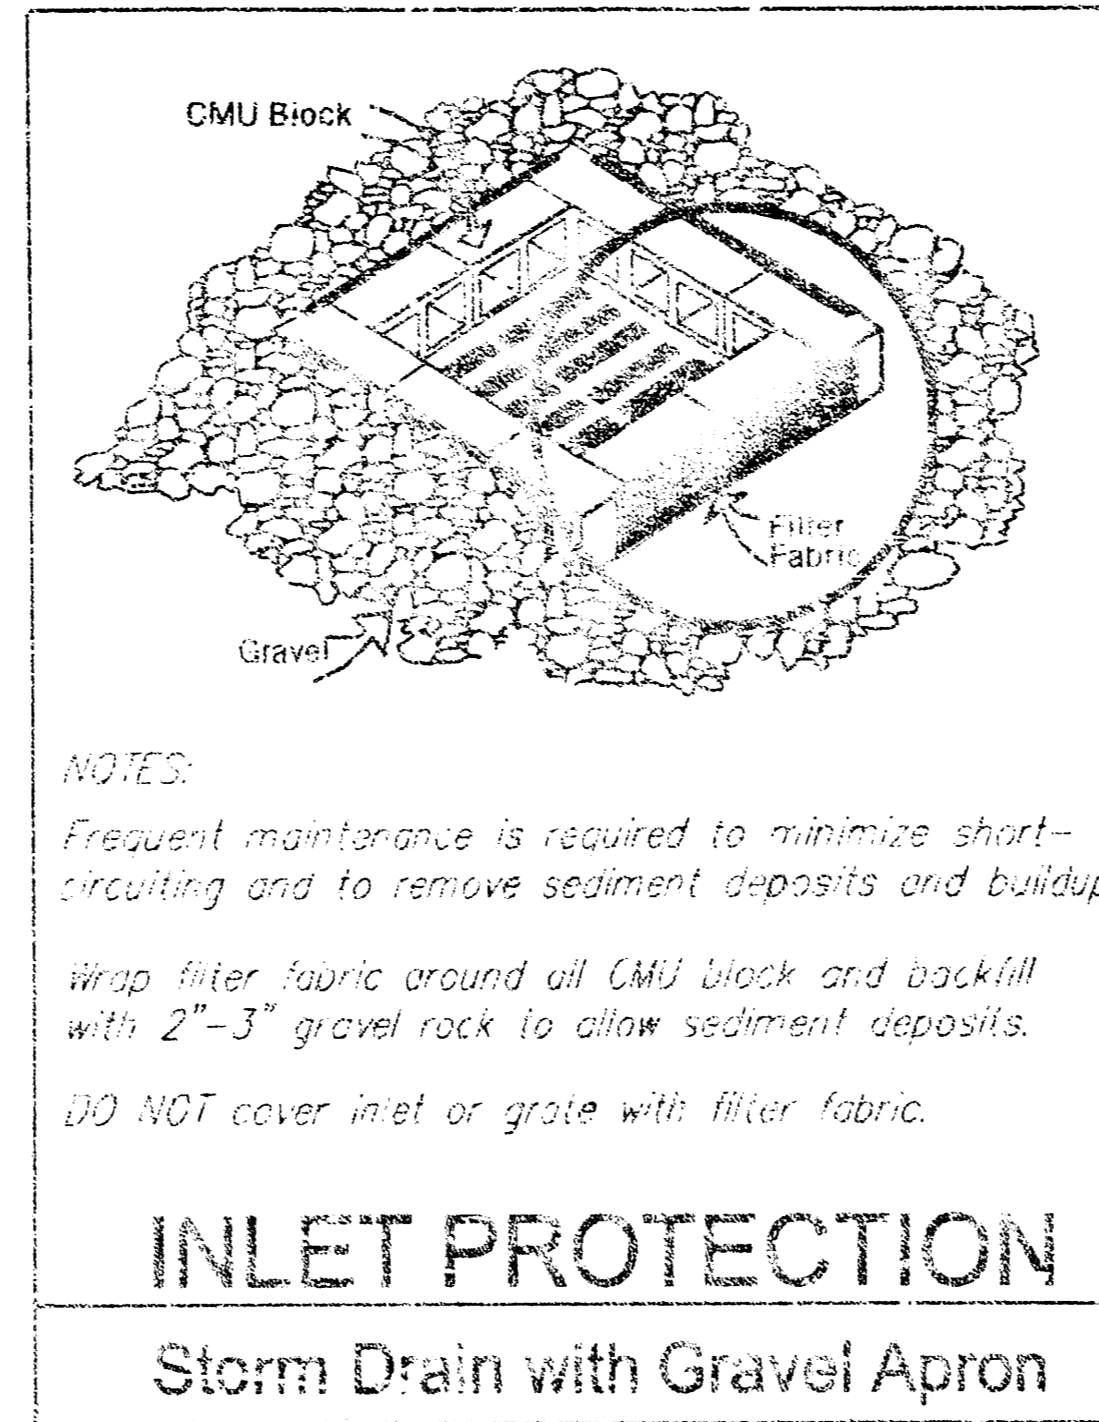 CMU Block
Filter
Fabric
Gravel
NOTES:
Frequent maintenance is required to minimize short-
circuiting and to remove sediment deposits and buildup
Wrap filter fabric around all CMU block and backfill
with 2"-3" gravel rock to allow sediment deposits.
DO NOT cover inlet or grate with filter fabric.
INLET PROTECTION
Storm Drain with Gravel Apron